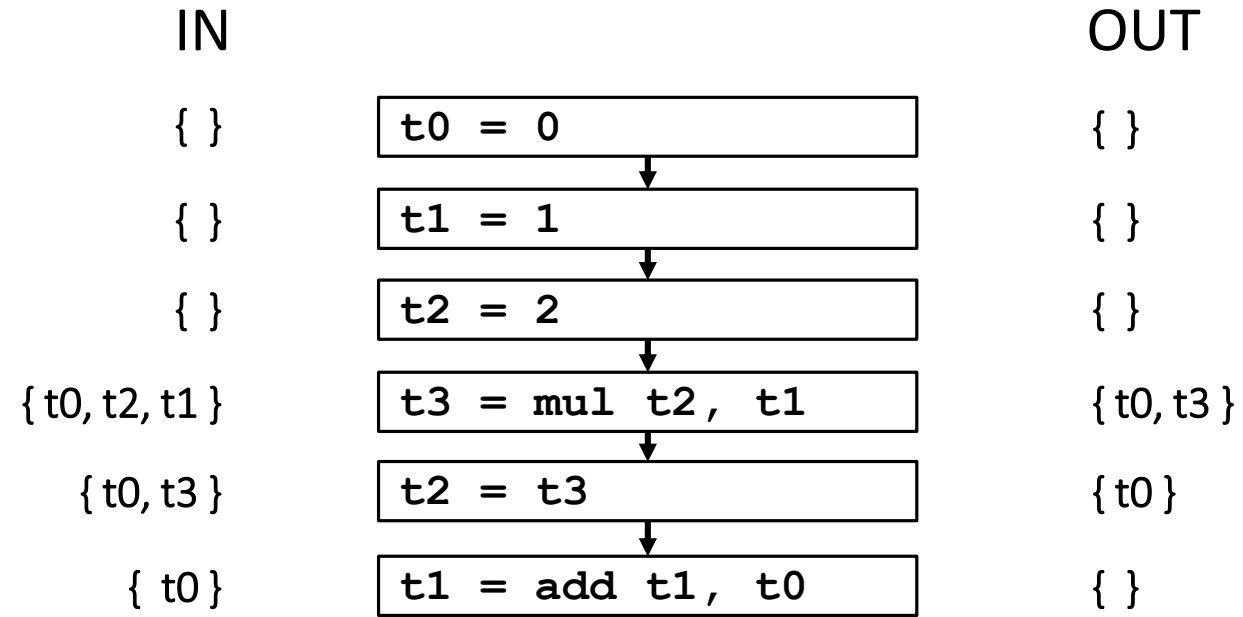 IN OUT
{ } t0 = 0 { }
{ } t1 = 1 { }
{ } t2 = 2 { }
{ t0, t2, t1 } t3 = mul t2, t1 { t0, t3 }
{ t0, t3 } t2 = t3 { t0 }
{ t0 } t1 = add t1, t0 { }